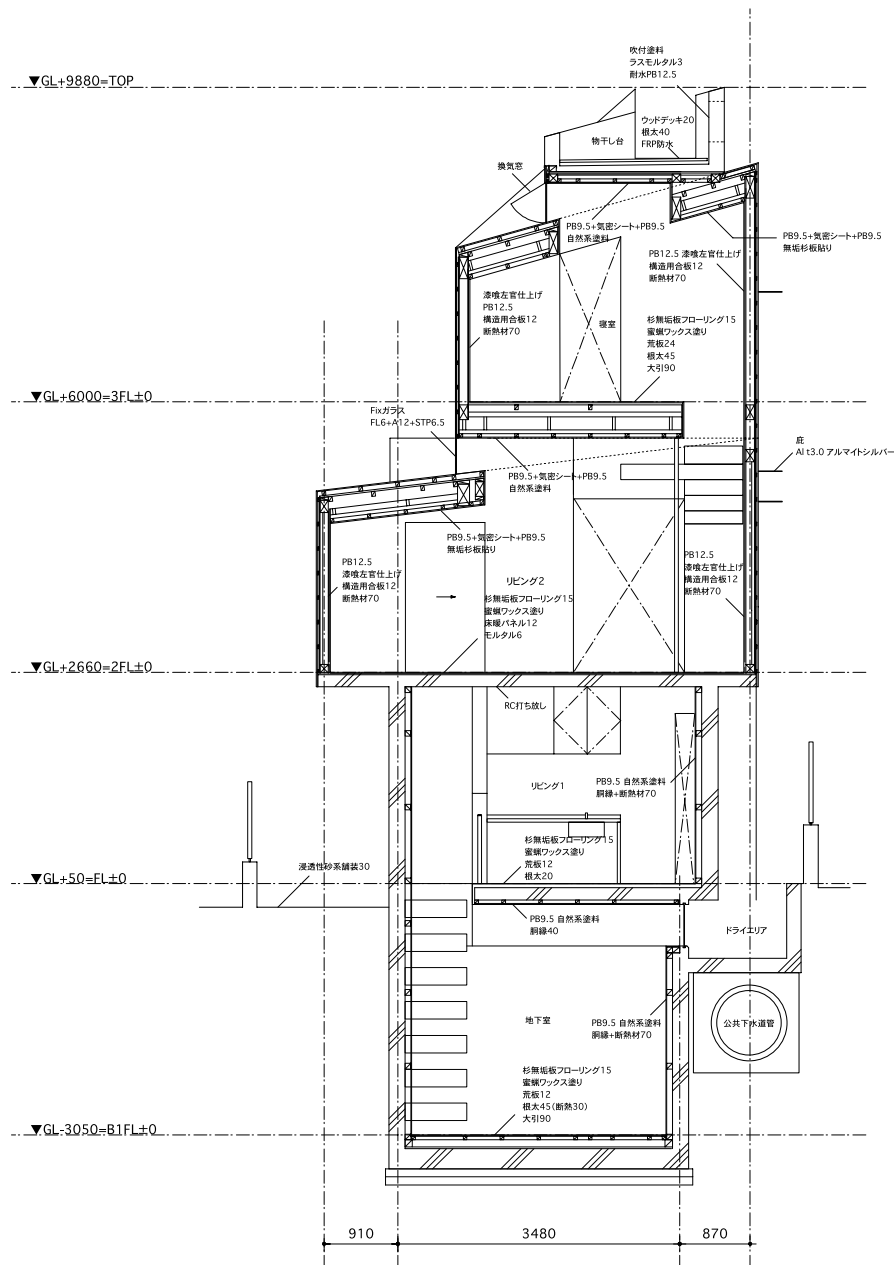 吹付塗料
ラスモルタル3
耐水PB12.5
▼GL+9880=TOP
ウッドデッキ20
根太40
FRP防水
物干し台
換気窓
PB9.5+気密シート+PB9.5
自然系塗料
PB9.5+気密シート+PB9.5
無垢杉板貼り
PB12.5 漆喰左官仕上げ
構造用合板12
断熱材70
漆喰左官仕上げ
PB12.5
構造用合板12
断熱材70
寝室
杉無垢板フローリング15
蜜蝋ワックス塗り
荒板24
根太45
大引90
▼GL+6000=3FL±0
Fixガラス
FL6+A12+STP6.5
庇
Al t3.0 アルマイトシルバー
PB9.5+気密シート+PB9.5
自然系塗料
PB9.5+気密シート+PB9.5
無垢杉板貼り
PB12.5
漆喰左官仕上げ
構造用合板12
断熱材70
PB12.5
漆喰左官仕上げ
構造用合板12
断熱材70
リビング2
杉無垢板フローリング15
蜜蝋ワックス塗り
床暖パネル12
モルタル6
▼GL+2660=2FL±0
RC打ち放し
リビング1
PB9.5 自然系塗料
胴縁+断熱材70
杉無垢板フローリング15
蜜蝋ワックス塗り
荒板12
根太20
浸透性砂系舗装30
▼GL+50=FL±0
PB9.5 自然系塗料
胴縁40
ドライエリア
地下室
PB9.5 自然系塗料
胴縁+断熱材70
公共下水道管
杉無垢板フローリング15
蜜蝋ワックス塗り
荒板12
根太45(断熱30)
大引90
▼GL-3050=B1FL±0
910
3480
870